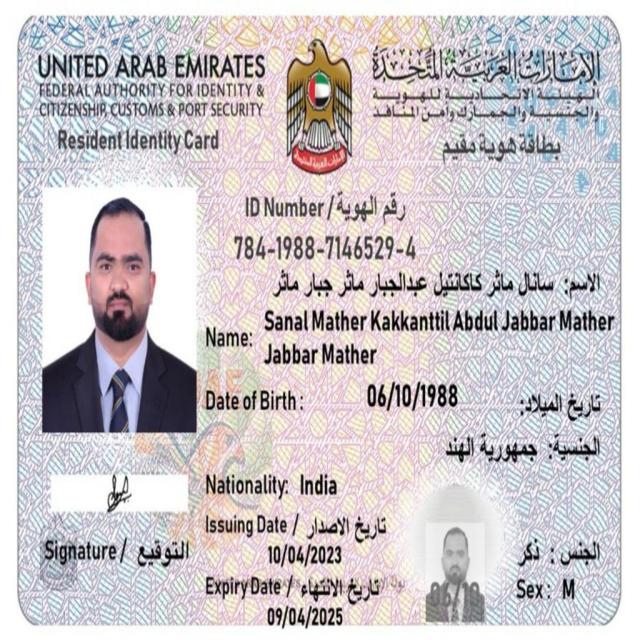 UNITED ARAB EMIRATES
FEDERAL AUTHORITY FOR IDENTITY &
CITIZENSHIP, CUSTOMS & PORT SECURITY
Resident Identity Card
الإمارات العربية المتحدة
الهيئة الاتحادية للهوية
والجنسية والجمارك وأمن المنافذ
بطاقة هوية مقيم
ID Number / رقم الهوية
784-1988-7146529-4
الاسم: سانال ماثر كاكانتيل عبدالجبار ماثر جبار ماثر
Name: Sanal Mather Kakkanttil Abdul Jabbar Mather
Jabbar Mather
Date of Birth: 06/10/1988 تاريخ الميلاد:
الجنسية: جمهورية الهند
Nationality: India
Issuing Date / تاريخ الاصدار
10/04/2023
Expiry Date / تاريخ الانتهاء
09/04/2025
Signature / التوقيع
الجنس: ذكر
Sex: M